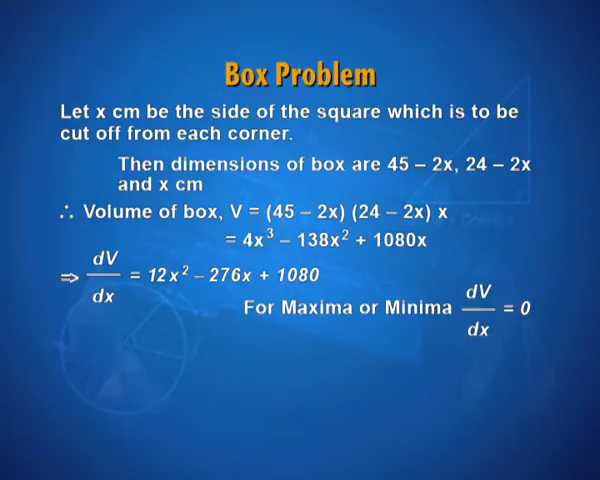 Box Problem
Let x cm be the side of the square which is to be
cut off from each corner.
Then dimensions of box are 45 – 2x, 24 – 2x
and x cm
∴ Volume of box, V = (45 – 2x) (24 – 2x) x
= 4x³ – 138x² + 1080x
⇒ dV/dx = 12x² – 276x + 1080
For Maxima or Minima dV/dx = 0